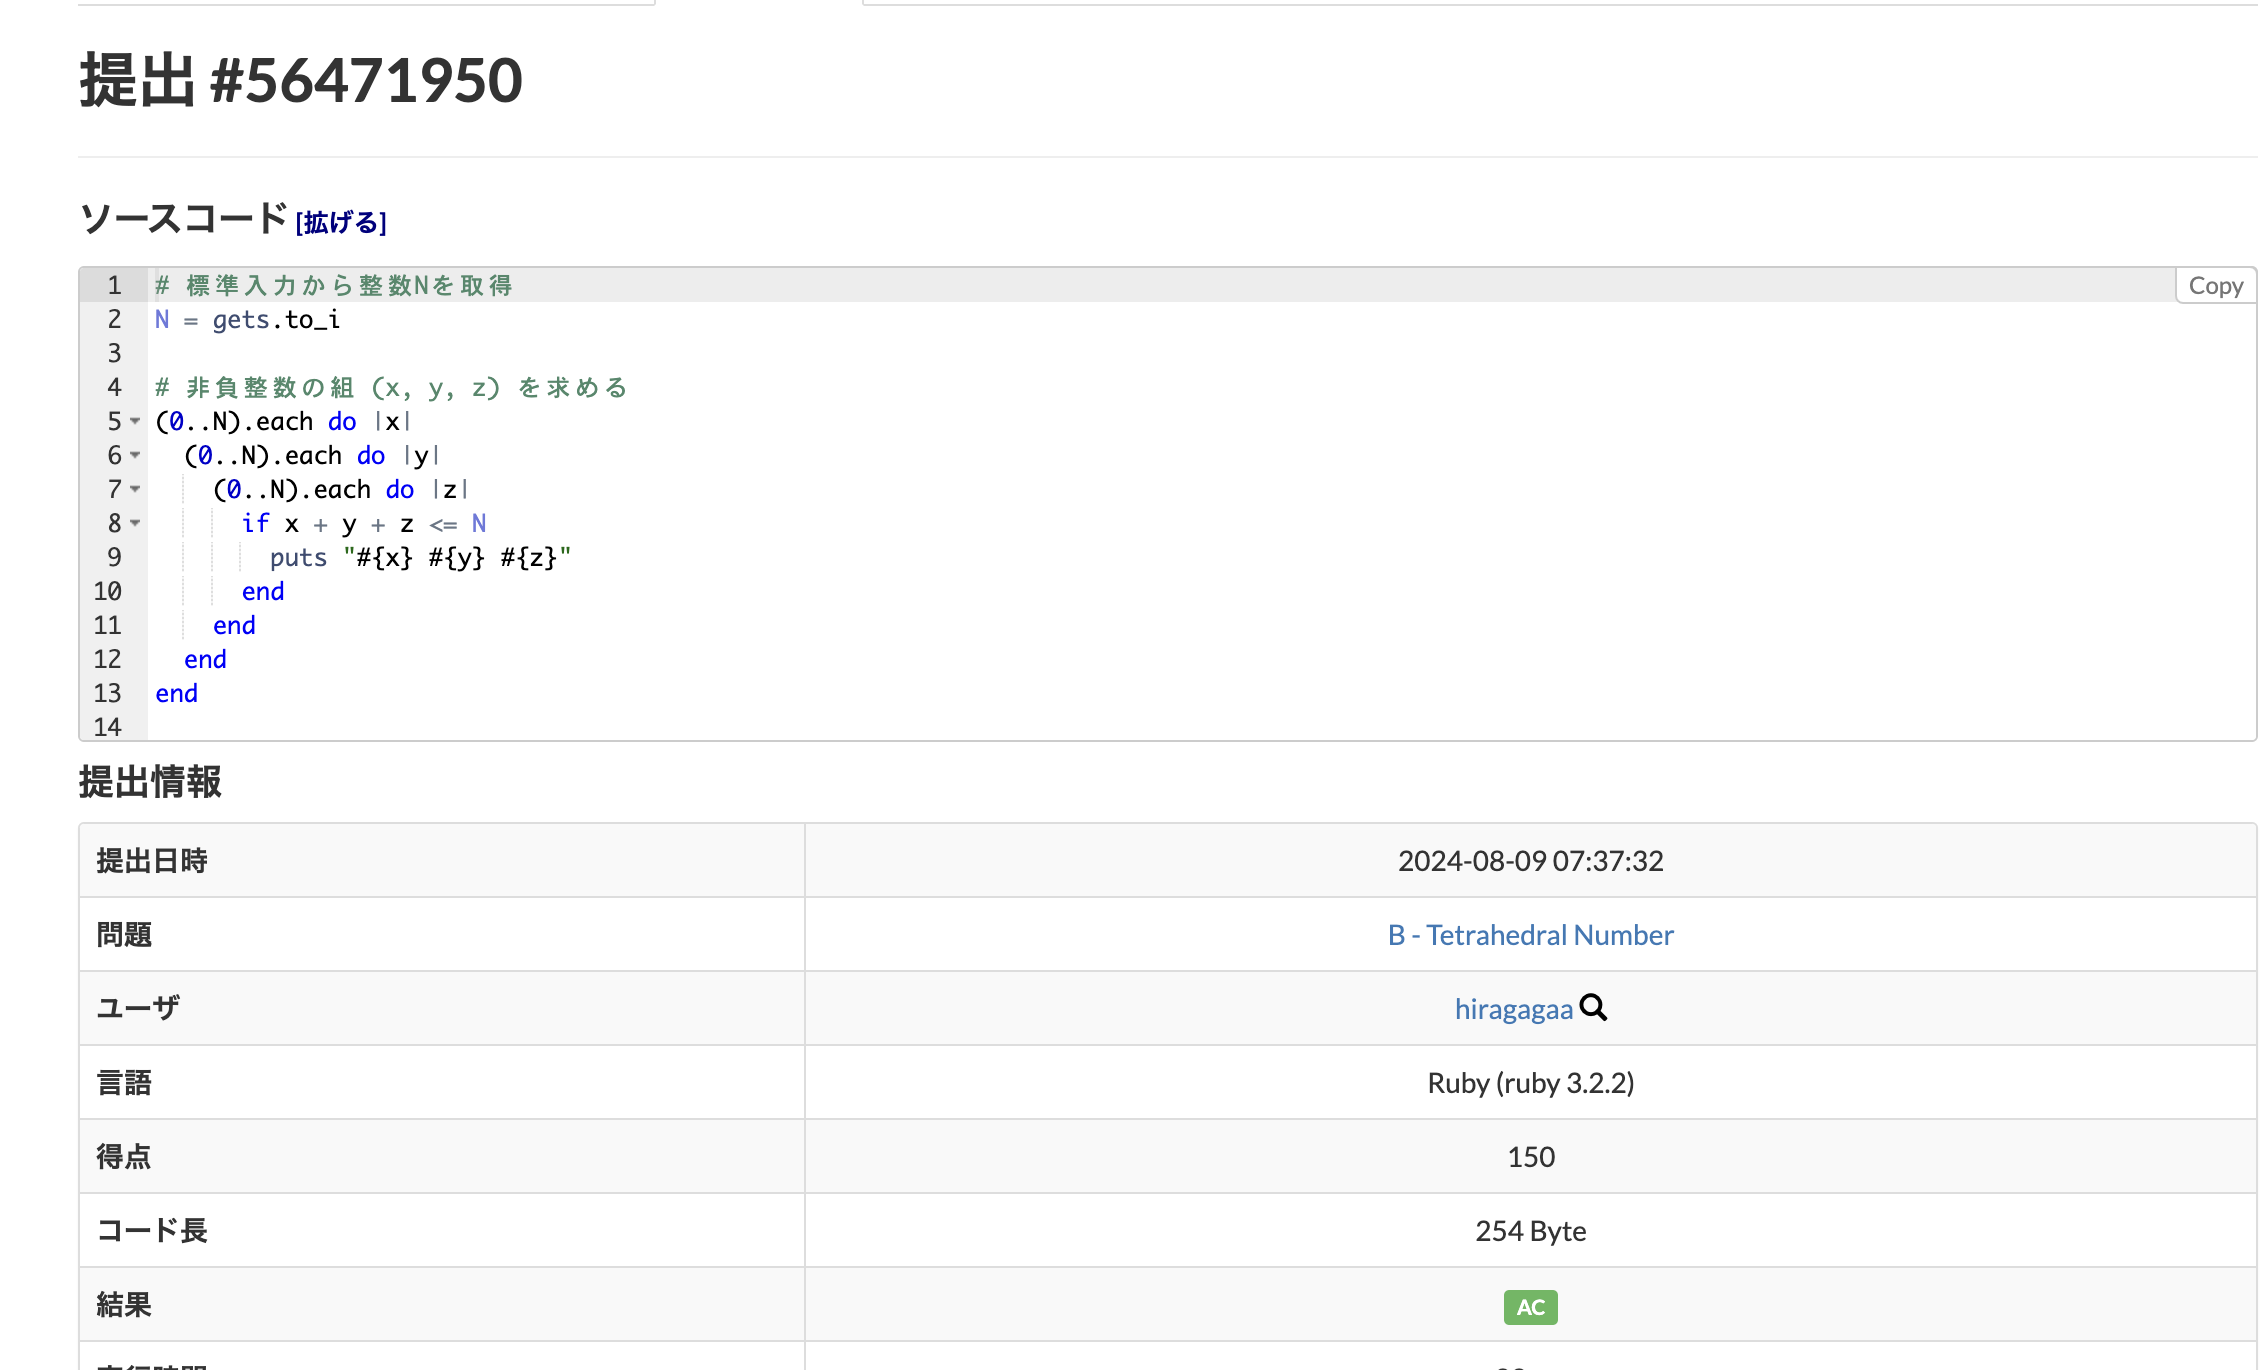 提出 #56471950
ソースコード [拡げる]
Copy
1 # 標準入力から整数Nを取得
2 N = gets.to_i
3
4 # 非負整数の組 (x, y, z) を求める
5 (0..N).each do |x|
6   (0..N).each do |y|
7     (0..N).each do |z|
8       if x + y + z <= N
9         puts "#{x} #{y} #{z}"
10       end
11     end
12   end
13 end
14
提出情報
提出日時 2024-08-09 07:37:32
問題 B - Tetrahedral Number
ユーザ hiragagaa
言語 Ruby (ruby 3.2.2)
得点 150
コード長 254 Byte
結果 AC